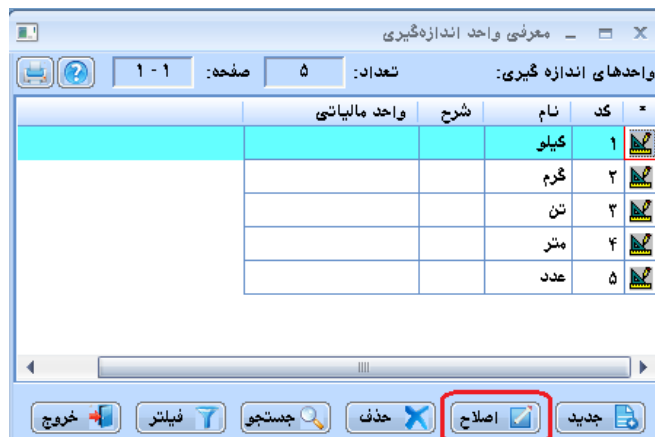 معرفی واحد اندازه‌گیری
واحدهای اندازه گیری: تعداد: ۵ صفحه: ۱ - ۱
* کد نام شرح واحد مالیاتی
۱ کیلو
۲ گرم
۳ تن
۴ متر
۵ عدد
جدید اصلاح حذف جستجو فیلتر خروج